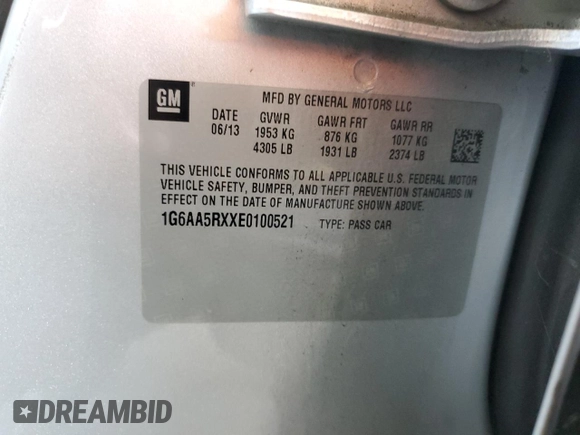 GM
MFD BY GENERAL MOTORS LLC
DATE GVWR GAWR FRT GAWR RR
06/13 1953 KG 876 KG 1077 KG
4305 LB 1931 LB 2374 LB
THIS VEHICLE CONFORMS TO ALL APPLICABLE U.S. FEDERAL MOTOR
VEHICLE SAFETY, BUMPER, AND THEFT PREVENTION STANDARDS IN
EFFECT ON THE DATE OF MANUFACTURE SHOWN ABOVE.
1G6AA5RXXE0100521 TYPE: PASS CAR
DREAMBID